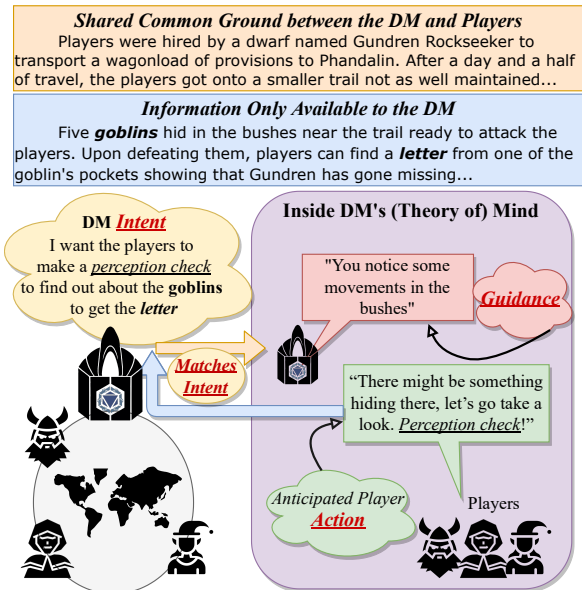 Shared Common Ground between the DM and Players
Players were hired by a dwarf named Gundren Rockseeker to
transport a wagonload of provisions to Phandalin. After a day and a half
of travel, the players got onto a smaller trail not as well maintained...
Information Only Available to the DM
Five goblins hid in the bushes near the trail ready to attack the
players. Upon defeating them, players can find a letter from one of the
goblin's pockets showing that Gundren has gone missing...
DM Intent
I want the players to
make a perception check
to find out about the goblins
to get the letter
Inside DM's (Theory of) Mind
"You notice some
movements in the
bushes"
Guidance
Matches
Intent
“There might be something
hiding there, let's go take a
look. Perception check!”
Anticipated Player
Action
Players